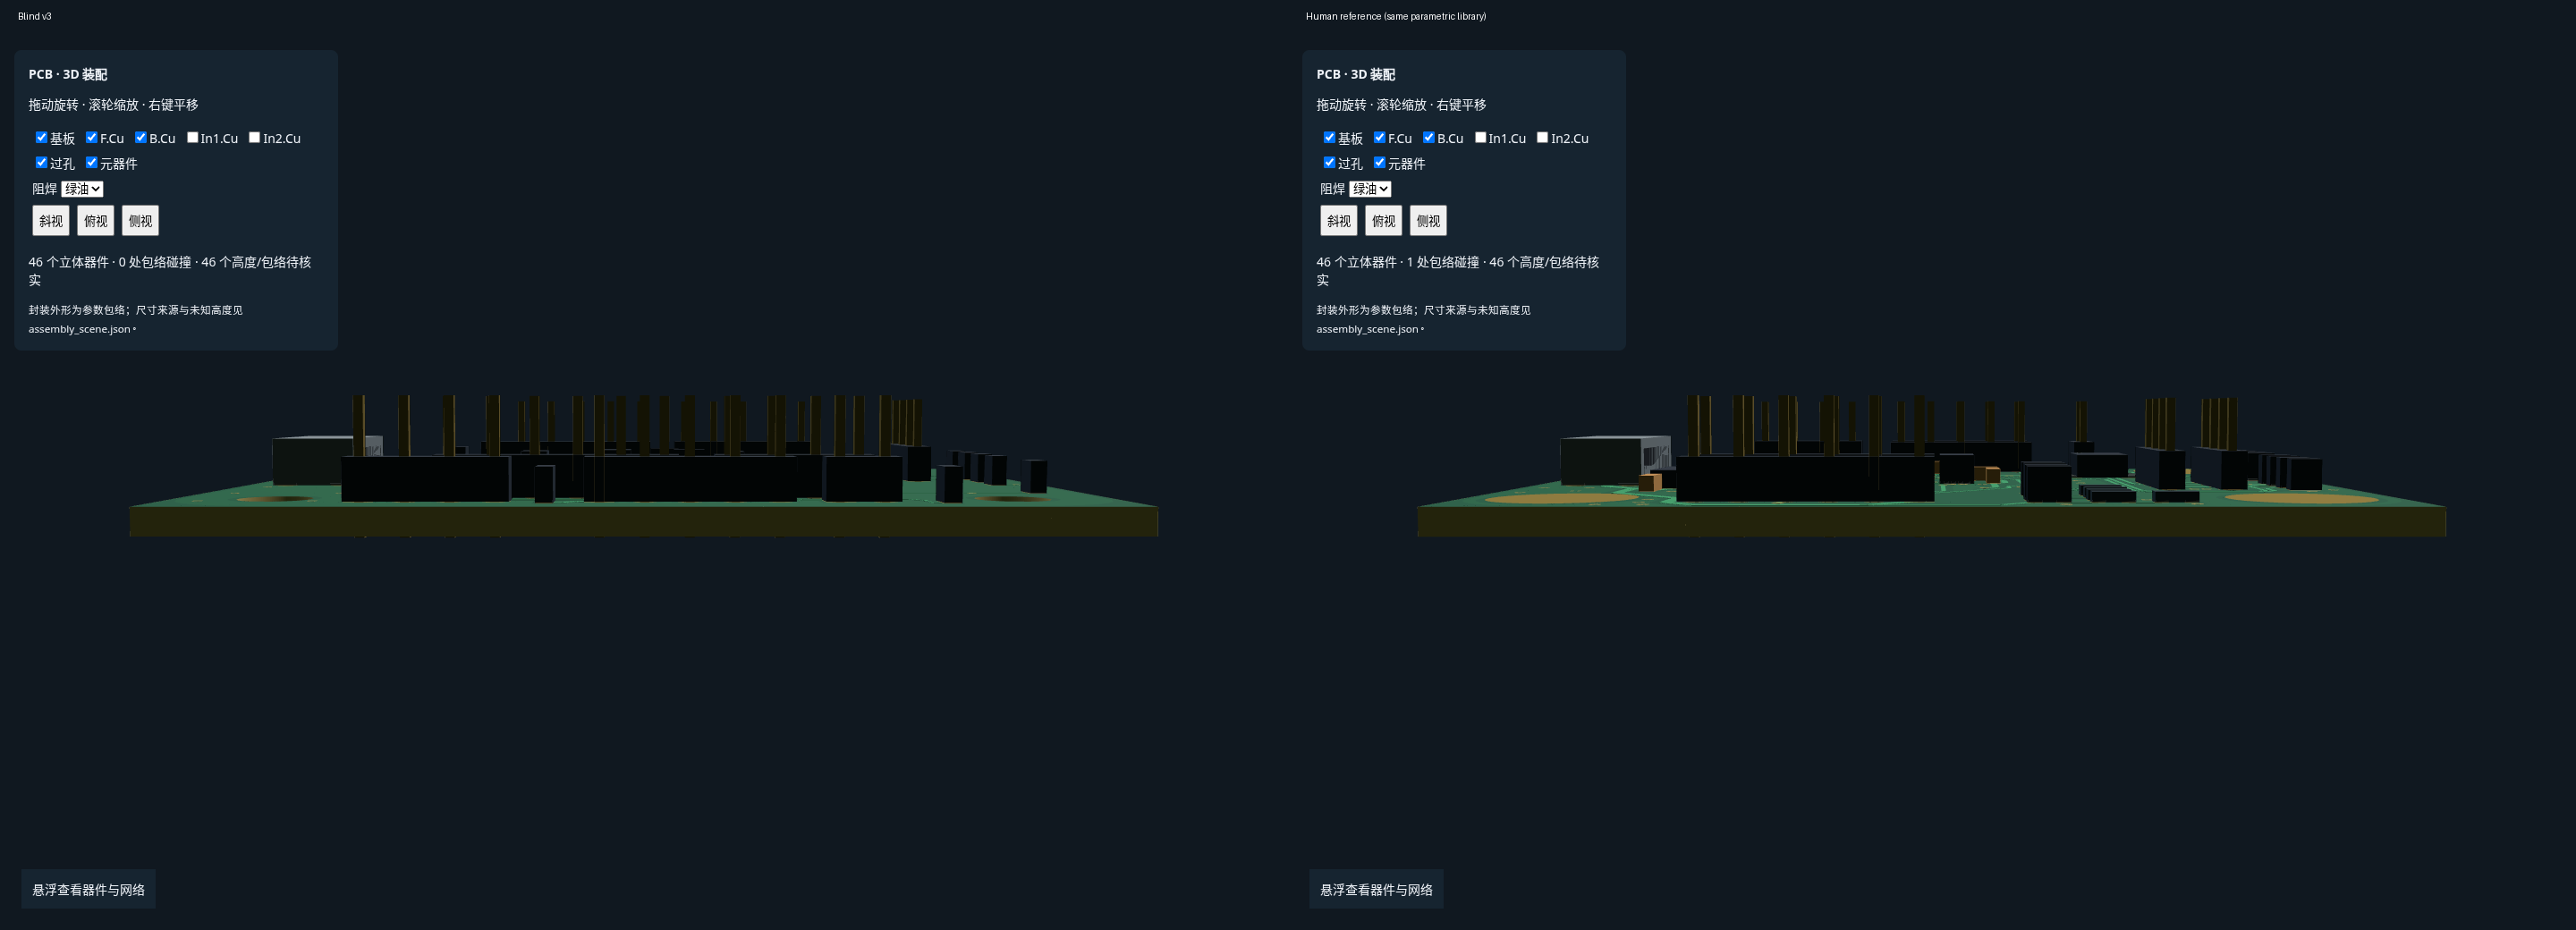 Blind v3
PCB · 3D 装配
拖动旋转 · 滚轮缩放 · 右键平移
基板 F.Cu B.Cu In1.Cu In2.Cu
过孔 元器件
阻焊 绿油
斜视 俯视 侧视
46 个立体器件 · 0 处包络碰撞 · 46 个高度/包络待核
实
封装外形为参数包络；尺寸来源与未知高度见
assembly_scene.json。
悬浮查看器件与网络
Human reference (same parametric library)
PCB · 3D 装配
拖动旋转 · 滚轮缩放 · 右键平移
基板 F.Cu B.Cu In1.Cu In2.Cu
过孔 元器件
阻焊 绿油
斜视 俯视 侧视
46 个立体器件 · 1 处包络碰撞 · 46 个高度/包络待核
实
封装外形为参数包络；尺寸来源与未知高度见
assembly_scene.json。
悬浮查看器件与网络